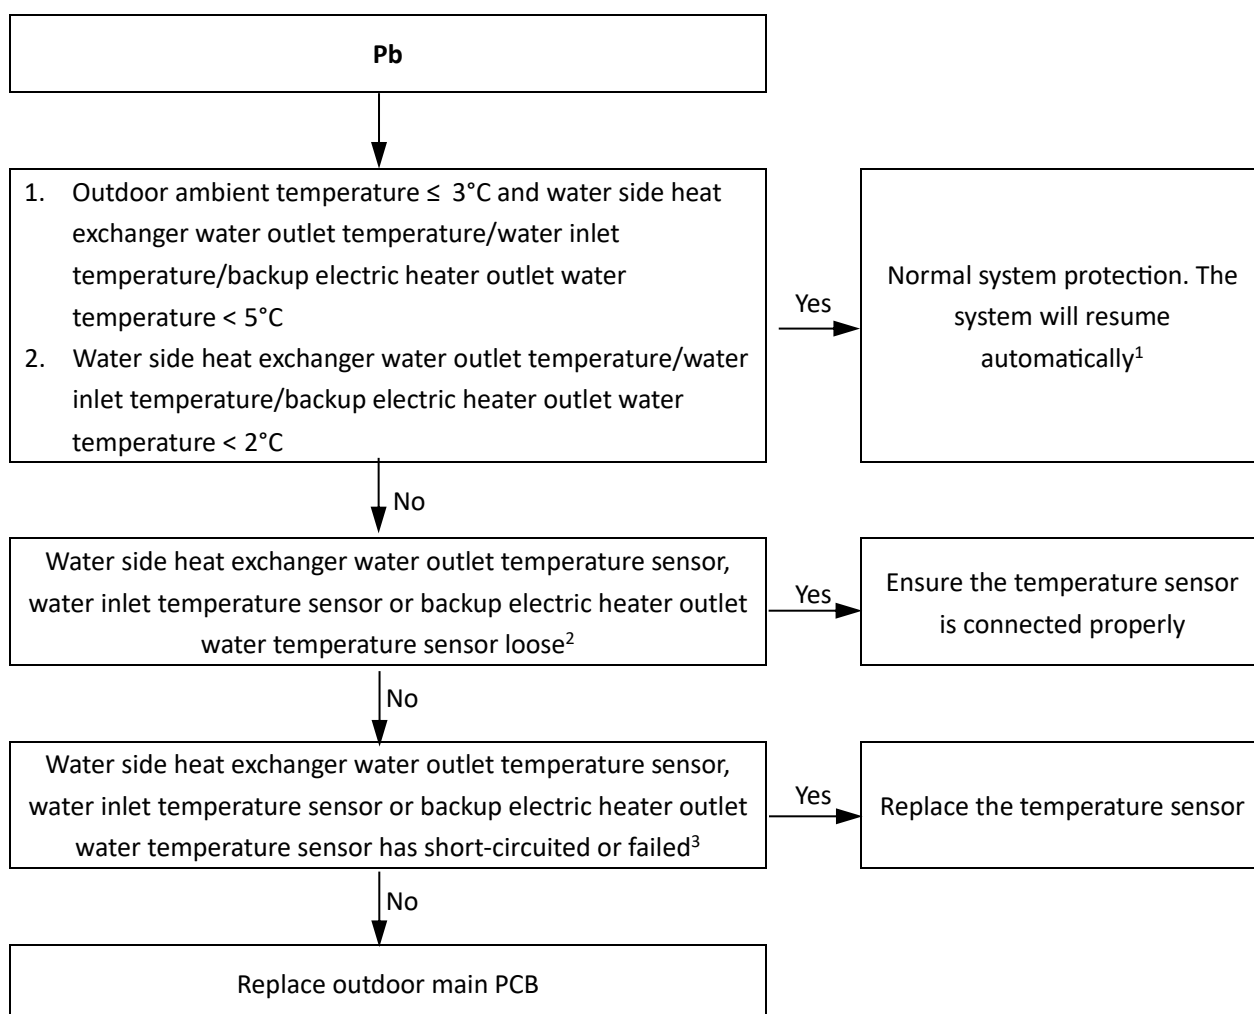 Pb
1. Outdoor ambient temperature ≤ 3°C and water side heat
exchanger water outlet temperature/water inlet
temperature/backup electric heater outlet water
temperature < 5°C
2. Water side heat exchanger water outlet temperature/water
inlet temperature/backup electric heater outlet water
temperature < 2°C
Yes
Normal system protection. The
system will resume
automatically¹
No
Water side heat exchanger water outlet temperature sensor,
water inlet temperature sensor or backup electric heater outlet
water temperature sensor loose²
Yes
Ensure the temperature sensor
is connected properly
No
Water side heat exchanger water outlet temperature sensor,
water inlet temperature sensor or backup electric heater outlet
water temperature sensor has short-circuited or failed³
Yes
Replace the temperature sensor
No
Replace outdoor main PCB